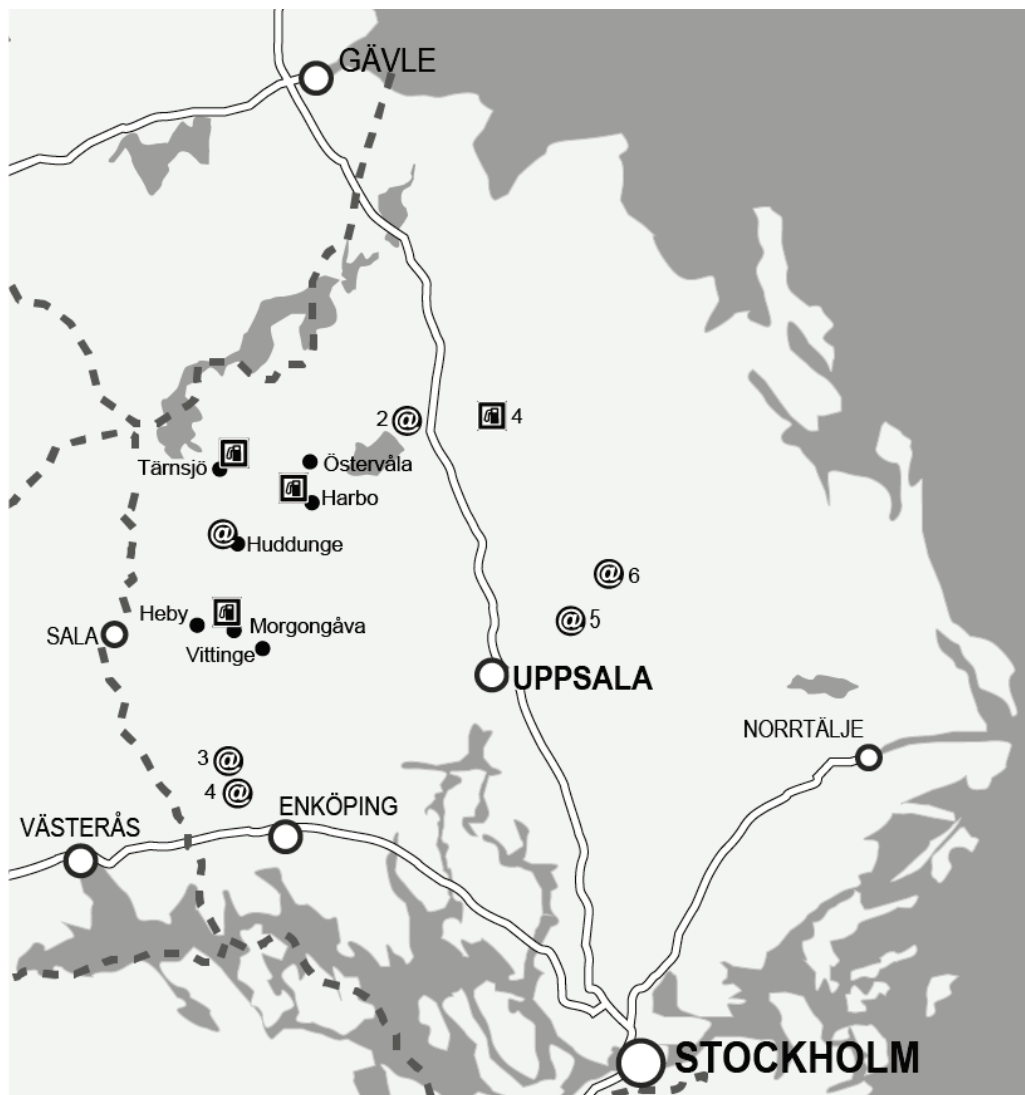 GÄVLE
2 @
4
Tärnsjö
Östervåla
Harbo
@
Huddunge
@ 6
Heby
Morgongåva
@ 5
SALA
Vittinge
UPPSALA
NORRTÄLJE
3 @
4 @
ENKÖPING
VÄSTERÅS
STOCKHOLM